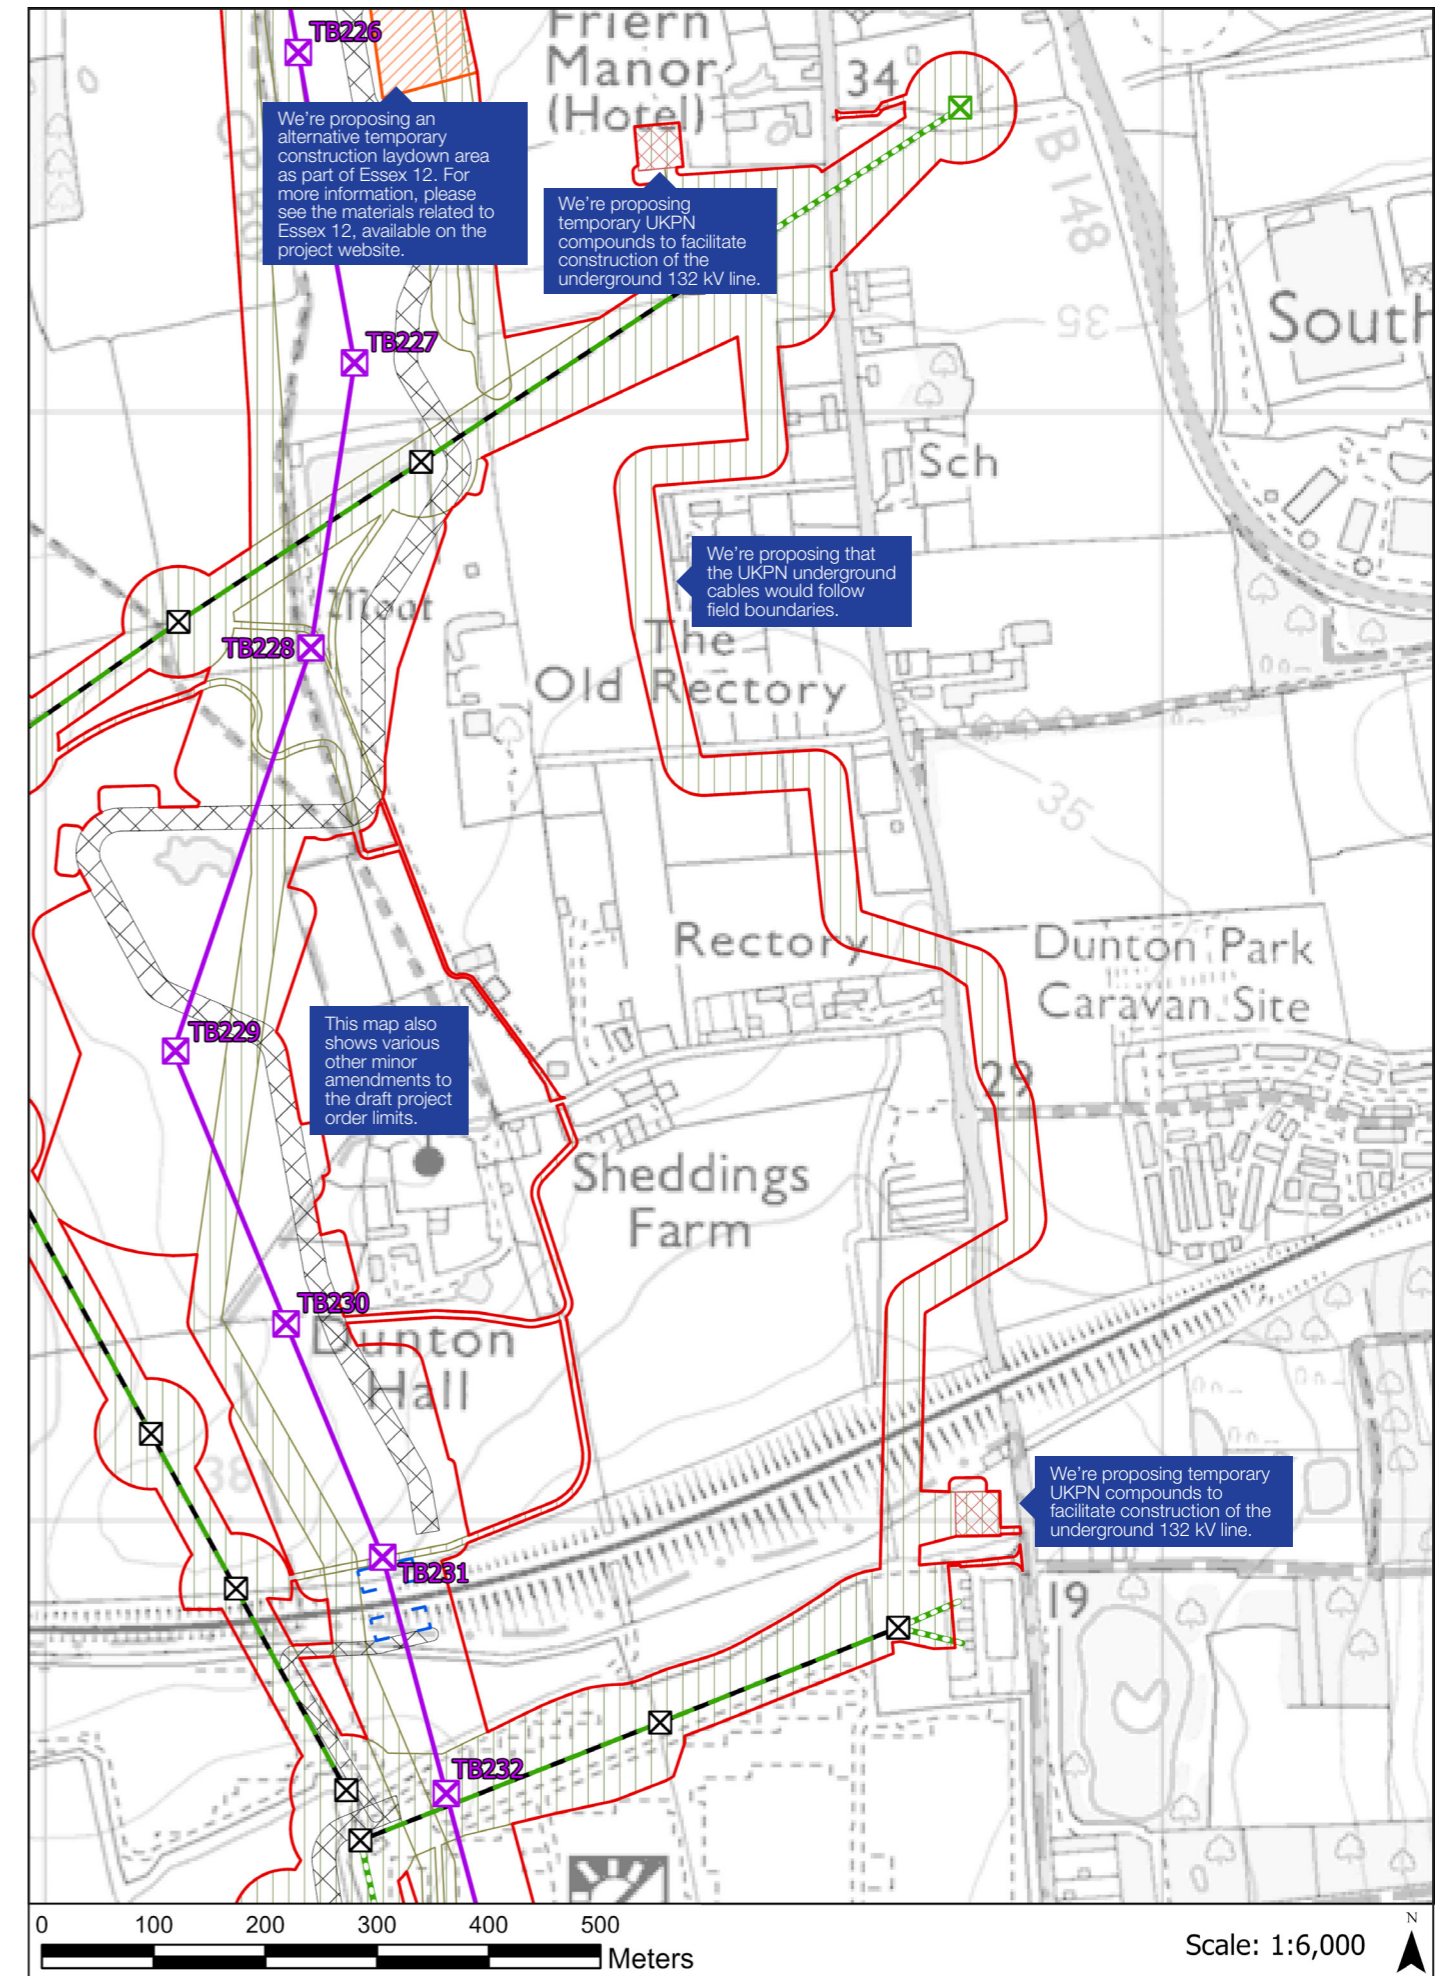 TB226
Friern
Manor
(Hotel)
34
We're proposing an
alternative temporary
construction laydown area
as part of Essex 12. For
more information, please
see the materials related to
Essex 12, available on the
project website.
We're proposing
temporary UKPN
compounds to facilitate
construction of the
underground 132 kV line.
B 148
35
South
TB227
Sch
We're proposing that
the UKPN underground
cables would follow
field boundaries.
Moat
TB228
The
Old Rectory
35
Rectory
Dunton Park
Caravan Site
TB229
This map also
shows various
other minor
amendments to
the draft project
order limits.
29
Sheddings
Farm
TB230
Dunton
Hall
38
We're proposing temporary
UKPN compounds to
facilitate construction of the
underground 132 kV line.
TB231
19
TB232
0 100 200 300 400 500
Meters
Scale: 1:6,000
N